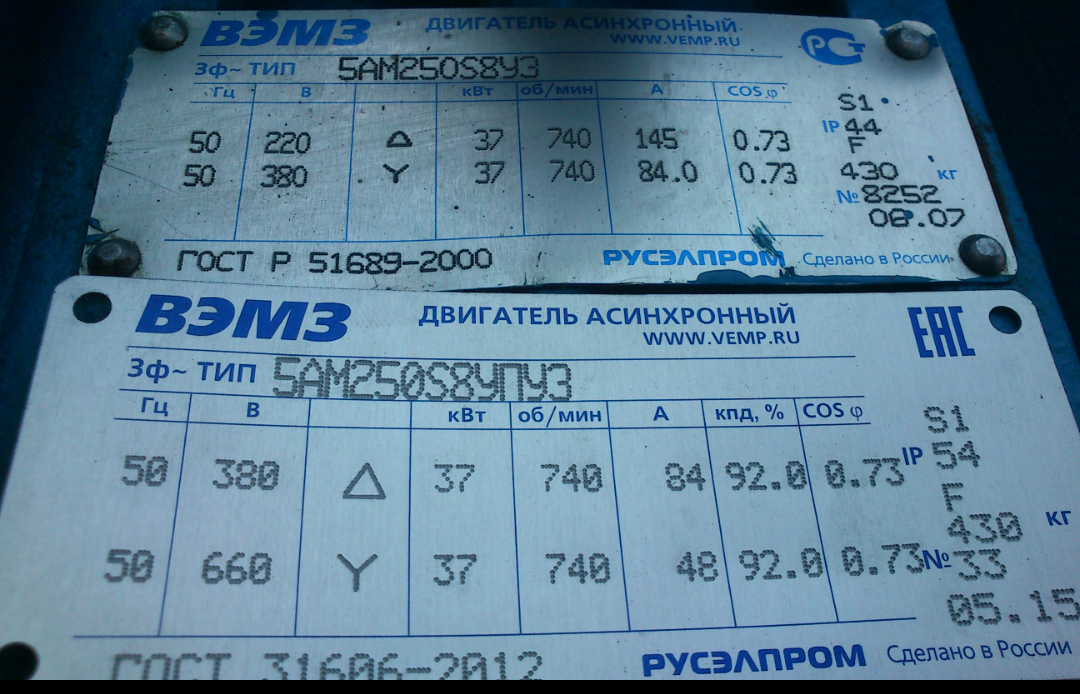 ВЭМЗ ДВИГАТЕЛЬ АСИНХРОННЫЙ
WWW.VEMP.RU
РСТ
3ф~ ТИП 5АМ250S8У3
Гц В кВт об/мин А COS φ
S1
IP 44
50 220 Δ 37 740 145 0.73 F
50 380 Y 37 740 84.0 0.73 430 кг
№ 8252
06.07
ГОСТ Р 51689-2000 РУСЭЛПРОМ Сделано в России
ВЭМЗ ДВИГАТЕЛЬ АСИНХРОННЫЙ
WWW.VEMP.RU
EAC
3ф~ ТИП 5АМ250S8УПУ3
Гц В кВт об/мин А кпд, % COS φ
S1
50 380 Δ 37 740 84 92.0 0.73 IP 54
F
430 кг
50 660 Y 37 740 48 92.0 0.73 № 33
05.15
ГОСТ 31606-2012 РУСЭЛПРОМ Сделано в России